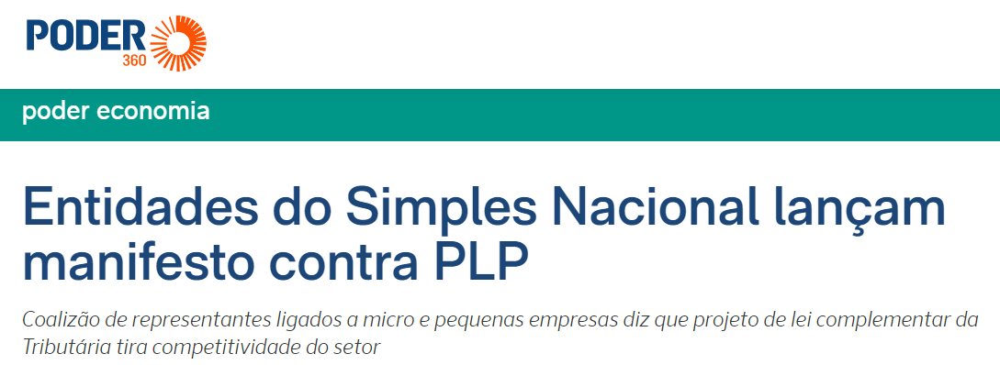 PODER
360
poder economia
Entidades do Simples Nacional lançam
manifesto contra PLP
Coalizão de representantes ligados a micro e pequenas empresas diz que projeto de lei complementar da
Tributária tira competitividade do setor